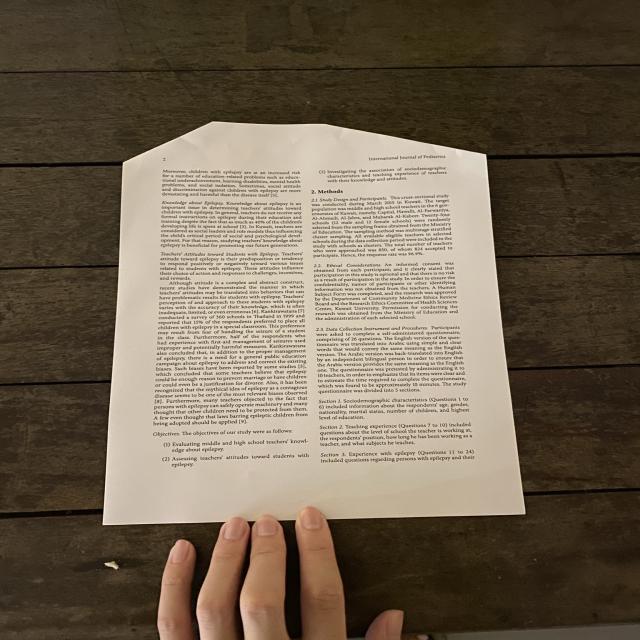 2
International Journal of Pediatrics
Moreover, children with epilepsy are at an increased risk
for a number of education-related problems such as educa-
tional underachievement, learning disabilities, mental health
problems, and social isolation. Sometimes, social attitude
and discrimination against children with epilepsy are more
devastating and harmful than the disease itself
Knowledge about Epilepsy. Knowledge about epilepsy is an
important issue in determining teachers' attitudes toward
children with epilepsy. In general, teachers do not receive any
formal instructions on epilepsy during their education and
training despite the fact that so much as 60% of the children's
developing life is spent at school In Kuwait, teachers are
considered as social leaders and role models thus influencing
the child's critical period of social and psychological devel-
opment. For that reason, studying teachers' knowledge about
epilepsy is beneficial for promoting our future generations.
Teachers' Attitude toward Students with Epilepsy. Teachers'
attitude toward epilepsy is their predisposition or tendency
to respond positively or negatively towards various issues
related to students with epilepsy. These attitudes influence
their choice of action and responses to challenges, incentives,
and rewards.
Although attitude is a complex and abstract construct,
recent studies have demonstrated the manner in which
teachers' attitudes may be reflected in their behaviors that can
have problematic results for students with epilepsy. Teachers'
perception of and approach to these students with epilepsy
varies with the accuracy of their knowledge, which is often
inadequate, limited, or even erroneous [6]. Kankirawatana [7]
conducted a survey of 360 schools in Thailand in 1999 and
reported that 15% of the respondents preferred to place all
children with epilepsy in a special classroom. This preference
may result from fear of handling the seizure of a student
in the class. Furthermore, half of the respondents who
had experience with first-aid management of seizures used
improper and potentially harmful measures. Kankirawatana
also concluded that, in addition to the proper management
of epilepsy, there is a need for a general public education
campaign about epilepsy to address and correct the existing
biases. Such biases have been reported by some studies
which concluded that some teachers believe that epilepsy
could be enough reason to prevent marriage or have children
or could even be a justification for divorce. Also, it has been
recognized that the mythical idea of epilepsy as a contagious
disease seems to be one of the most relevant biases observed
[8]. Furthermore, many teachers objected to the fact that
persons with epilepsy can safely operate machinery and many
thought that other children need to be protected from them.
A few even thought that laws barring epileptic children from
being adopted should be applied [9].
Objectives. The objectives of our study were as follows:
(1) Evaluating middle and high school teachers' knowl-
edge about epilepsy.
(2) Assessing teachers' attitudes toward students with
epilepsy.
(3) Investigating the association of sociodemographic
characteristics and teaching experience of teachers
with their knowledge and attitudes.
2. Methods
2.1. Study Design and Participants. This cross-sectional study
was conducted during March 2015 in Kuwait. The target
population was middle and high school teachers in the 6 gov-
ernorates of Kuwait, namely Capital, Hawalli, Al-Farwaniya,
Al-Ahmadi, Al-Jahra, and Mubarak Al-Kabeer. Twenty-four
schools (12 male and 12 female schools) were randomly
selected from the sampling frame obtained from the Ministry
of Education. The sampling method was multistage stratified
cluster sampling. All available eligible teachers in selected
schools during the data collection period were included to the
study with schools as clusters. The total number of teachers
who were approached was 850, of whom 824 accepted to
participate. Hence, the response rate was 96.9%.
2.2. Ethical Considerations. An informed consent was
obtained from each participant, and it clearly stated that
participation in this study is optional and that there is no risk
as a result of participation in the study. In order to ensure the
confidentiality, names of participants or other identifying
information was not obtained from the teachers. A Human
Subject Form was completed, and the research was approved
by the Department of Community Medicine Ethics Review
Board and the Research Ethics Committee of Health Sciences
Center, Kuwait University. Permission for conducting our
research was obtained from the Ministry of Education and
the administration of each selected school.
2.3. Data Collection Instrument and Procedures. Participants
were asked to complete a self-administered questionnaire,
comprising of 26 questions. The English version of the ques-
tionnaire was translated into Arabic using simple and clear
words that would convey the same meaning as the English
version. The Arabic version was back-translated into English
by an independent bilingual person in order to ensure that
the Arabic version provides the same meaning as the English
one. The questionnaire was pretested by administering it to
10 teachers, in order to emphasize that its items were clear and
to estimate the time required to complete the questionnaire,
which was found to be approximately 10 minutes. The study
questionnaire was divided into 5 sections.
Section 1. Sociodemographic characteristics (Questions 1 to
6) included information about the respondents' age, gender,
nationality, marital status, number of children, and highest
level of education.
Section 2. Teaching experience (Questions 7 to 10) included
questions about the level of school the teacher is working at,
the respondents' position, how long he has been working as a
teacher, and what subjects he teaches.
Section 3. Experience with epilepsy (Questions 11 to 24)
included questions regarding persons with epilepsy and their